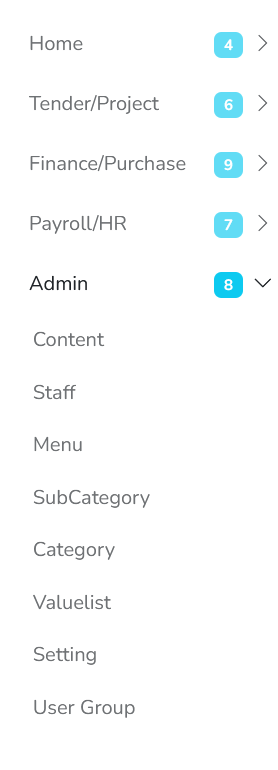 Home 4
Tender/Project 6
Finance/Purchase 9
Payroll/HR 7
Admin 8
Content
Staff
Menu
SubCategory
Category
Valuelist
Setting
User Group